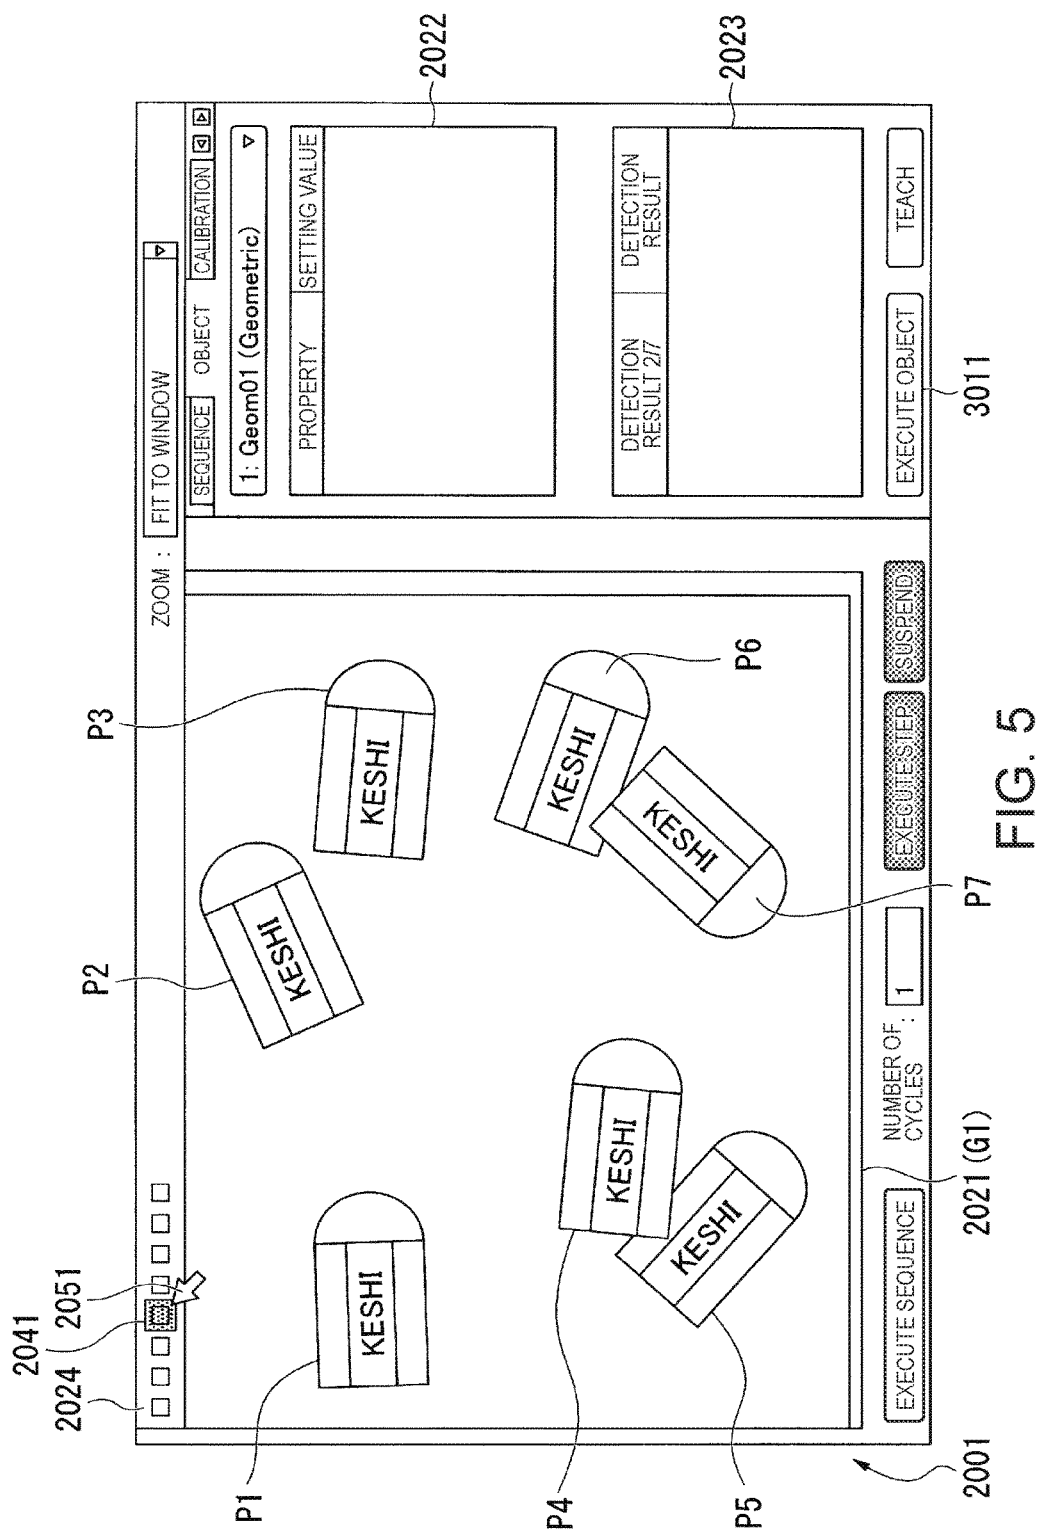 2024
2041
2051
ZOOM :
FIT TO WINDOW
SEQUENCE
OBJECT
CALIBRATION
1: Geom01 (Geometric)
PROPERTY
SETTING VALUE
2022
DETECTION
RESULT 2/7
DETECTION
RESULT
2023
EXECUTE OBJECT
TEACH
3011
P1
KESHI
P2
KESHI
P3
KESHI
P4
KESHI
P5
KESHI
P6
KESHI
P7
KESHI
EXECUTE SEQUENCE
NUMBER OF
CYCLES :
1
EXECUTE STEP
SUSPEND
2001
2021 (G1)
FIG. 5